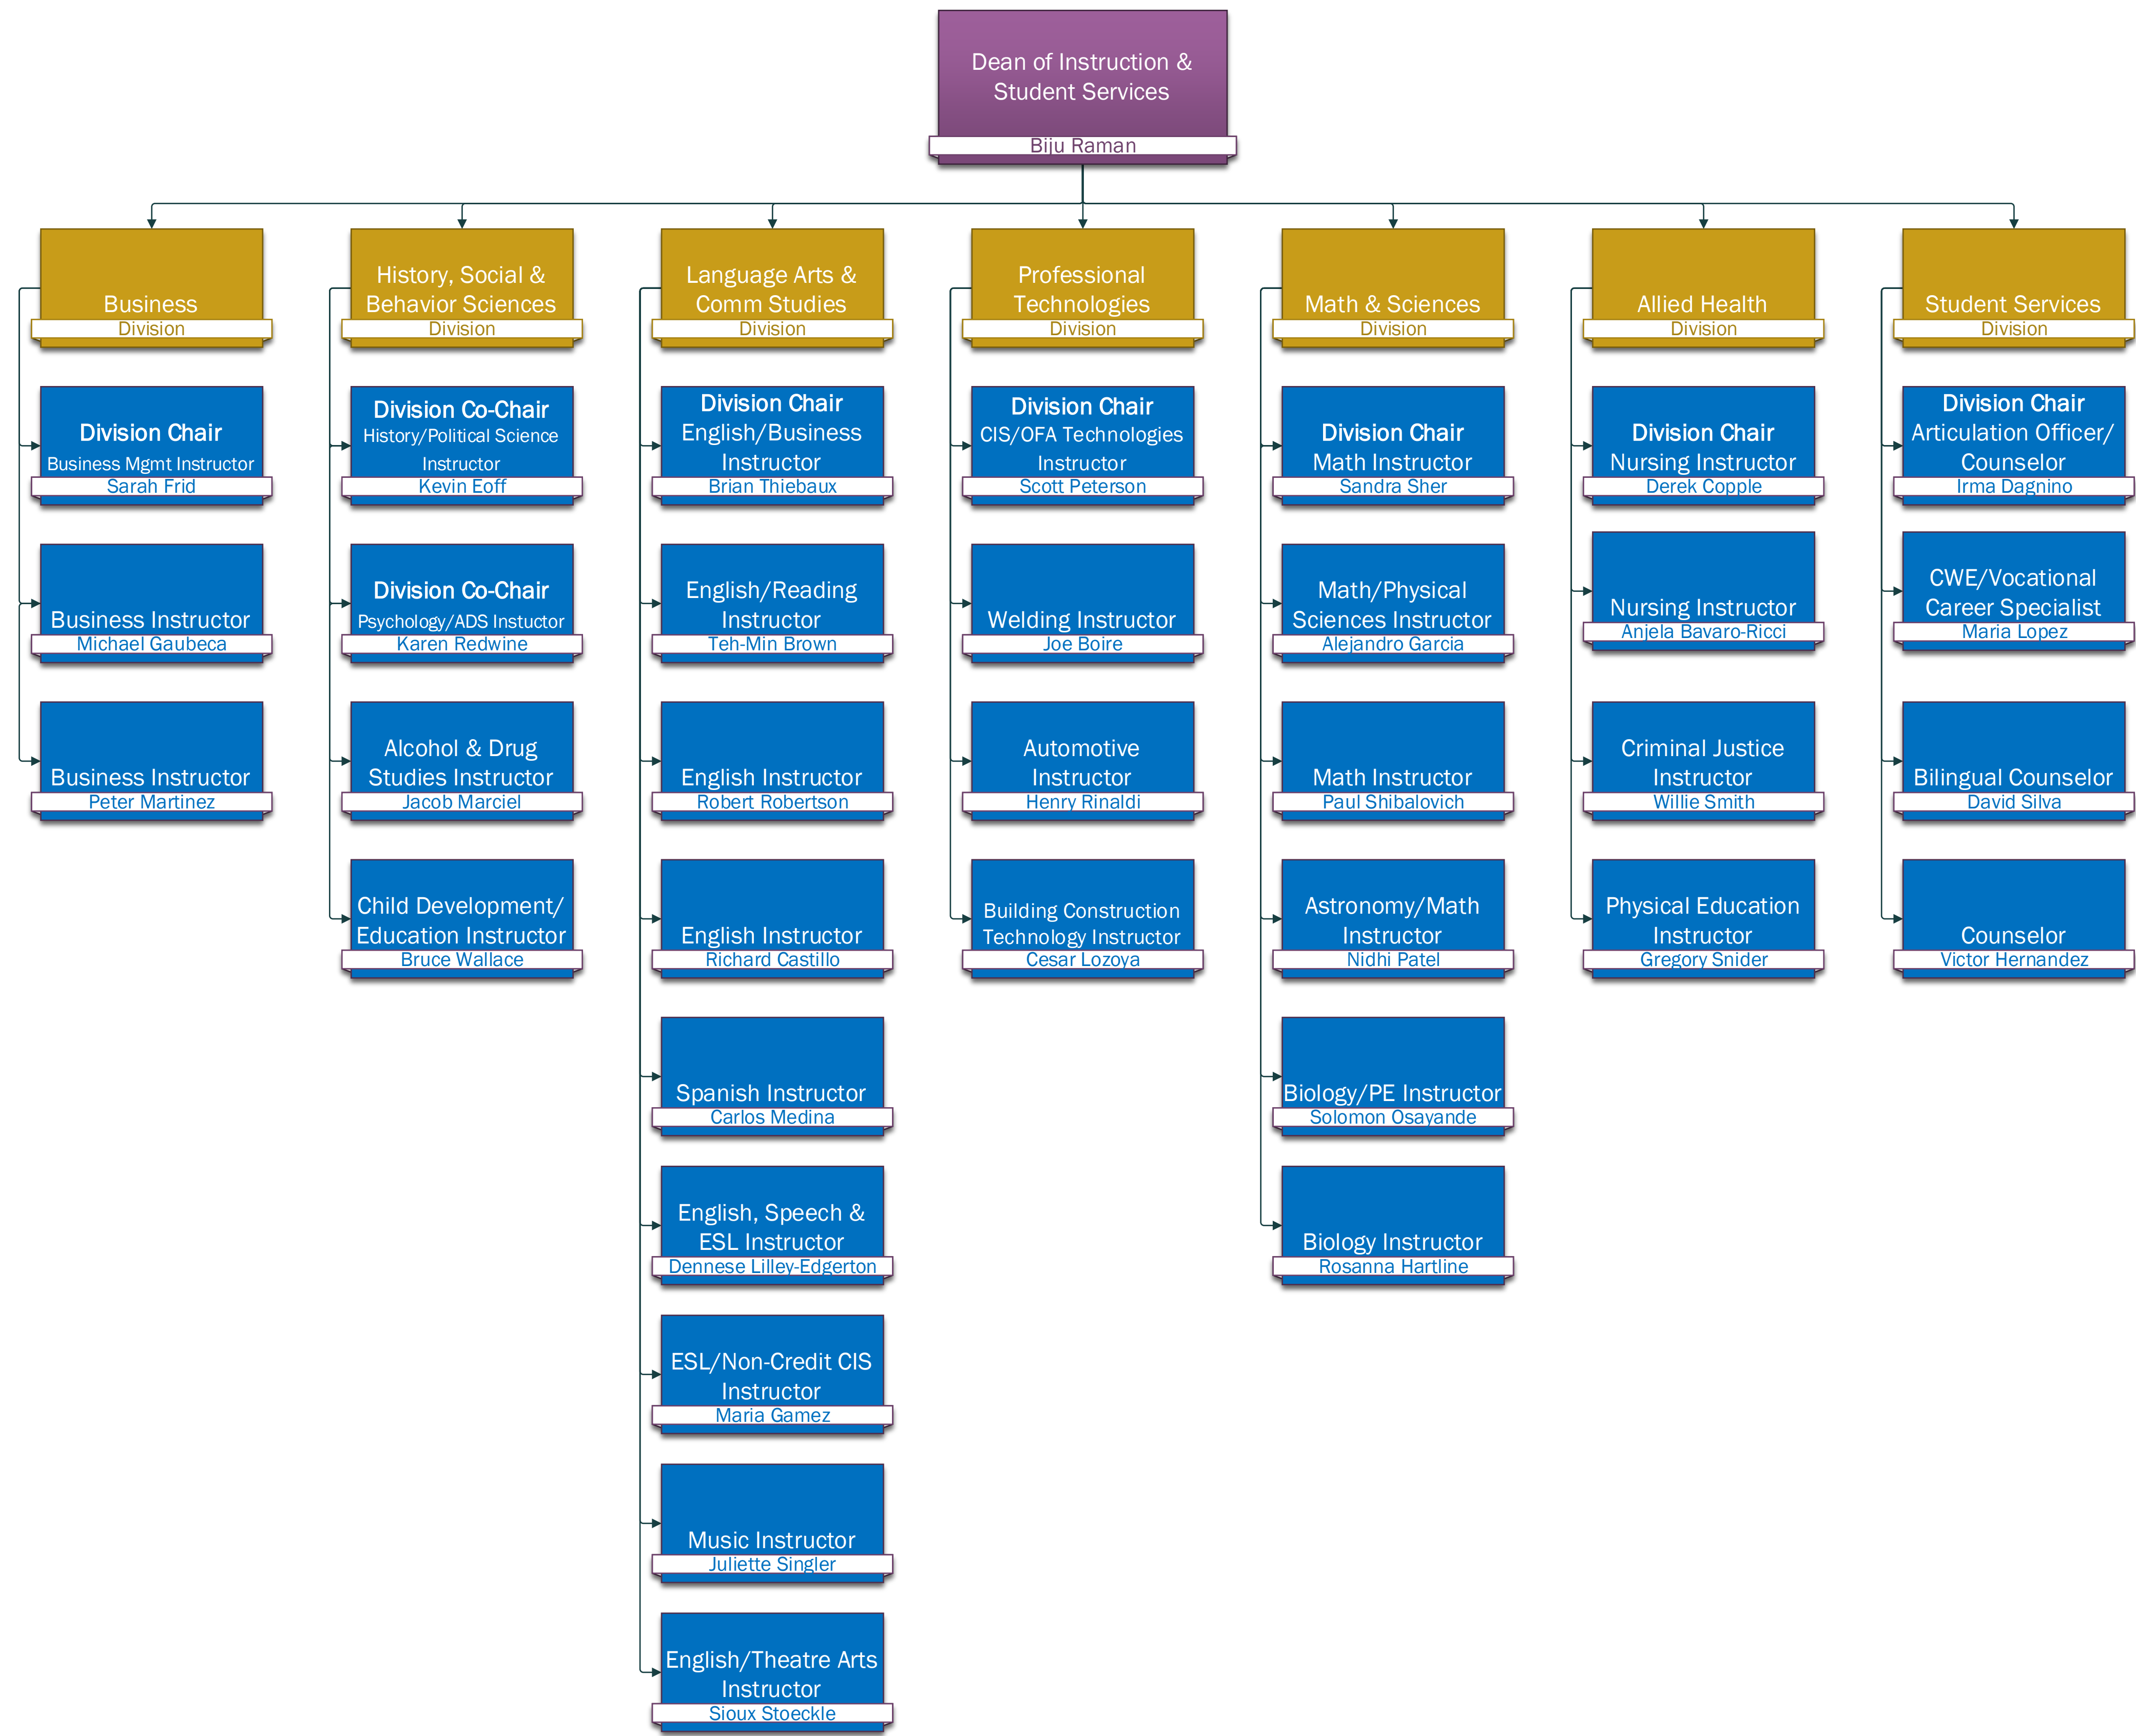 Dean of Instruction &
Student Services
Biju Raman
Business
Division
History, Social &
Behavior Sciences
Division
Language Arts &
Comm Studies
Division
Professional
Technologies
Division
Math & Sciences
Division
Allied Health
Division
Student Services
Division
Division Chair
Business Mgmt Instructor
Sarah Frid
Division Co-Chair
History/Political Science
Instructor
Kevin Eoff
Division Chair
English/Business
Instructor
Brian Thiebaux
Division Chair
CIS/OFA Technologies
Instructor
Scott Peterson
Division Chair
Math Instructor
Sandra Sher
Division Chair
Nursing Instructor
Derek Copple
Division Chair
Articulation Officer/
Counselor
Irma Dagnino
Business Instructor
Michael Gaubeca
Division Co-Chair
Psychology/ADS Instuctor
Karen Redwine
English/Reading
Instructor
Teh-Min Brown
Welding Instructor
Joe Boire
Math/Physical
Sciences Instructor
Alejandro Garcia
Nursing Instructor
Anjela Bavaro-Ricci
CWE/Vocational
Career Specialist
Maria Lopez
Business Instructor
Peter Martinez
Alcohol & Drug
Studies Instructor
Jacob Marciel
English Instructor
Robert Robertson
Automotive
Instructor
Henry Rinaldi
Math Instructor
Paul Shibalovich
Criminal Justice
Instructor
Willie Smith
Bilingual Counselor
David Silva
Child Development/
Education Instructor
Bruce Wallace
English Instructor
Richard Castillo
Building Construction
Technology Instructor
Cesar Lozoya
Astronomy/Math
Instructor
Nidhi Patel
Physical Education
Instructor
Gregory Snider
Counselor
Victor Hernandez
Spanish Instructor
Carlos Medina
Biology/PE Instructor
Solomon Osayande
English, Speech &
ESL Instructor
Dennese Lilley-Edgerton
Biology Instructor
Rosanna Hartline
ESL/Non-Credit CIS
Instructor
Maria Gamez
Music Instructor
Juliette Singler
English/Theatre Arts
Instructor
Sioux Stoeckle